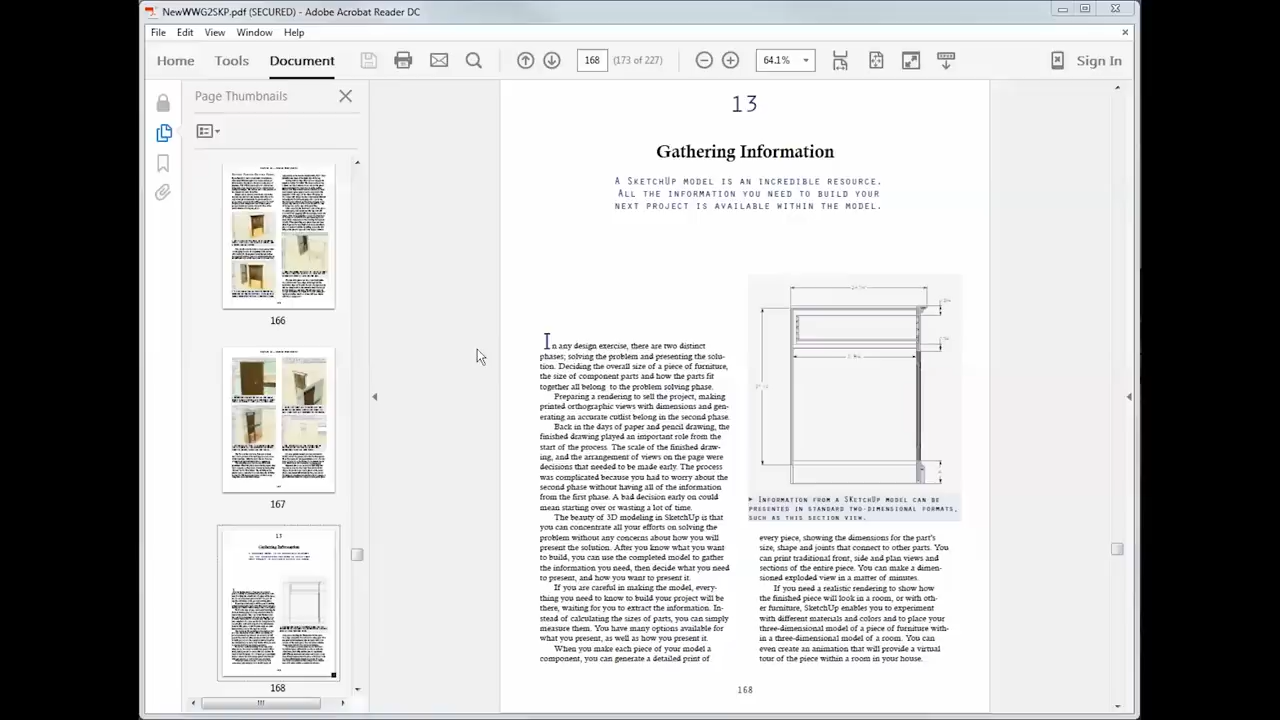 NewWWG2SKP.pdf (SECURED) - Adobe Acrobat Reader DC
File Edit View Window Help
Home Tools Document 168 (173 of 227) 64.1% Sign In
Page Thumbnails
166
167
168
13
Gathering Information
A SketchUp model is an incredible resource.
All the information you need to build your
next project is available within the model.
In any design exercise, there are two distinct
phases; solving the problem and presenting the solu-
tion. Deciding the overall size of a piece of furniture,
the size of component parts and how the parts fit
together all belong to the problem solving phase.
Preparing a rendering to sell the project, making
printed orthographic views with dimensions and gen-
erating an accurate cutlist belong in the second phase.
Back in the days of paper and pencil drawing, the
finished drawing played an important role from the
start of the process. The scale of the finished draw-
ing, and the arrangement of views on the page were
decisions that needed to be made early. The process
was complicated because you had to worry about the
second phase without having all of the information
from the first phase. A bad decision early on could
mean starting over or wasting a lot of time.
The beauty of 3D modeling in SketchUp is that
you can concentrate all your efforts on solving the
problem without any concerns about how you will
present the solution. After you know what you want
to build, you can use the completed model to gather
the information you need, then decide what you need
to present, and how you want to present it.
If you are careful in making the model, every-
thing you need to know to build your project will be
there, waiting for you to extract the information. In-
stead of calculating the sizes of parts, you can simply
measure them. You have many options available for
what you present, as well as how you present it.
When you make each piece of your model a
component, you can generate a detailed print of
Information from a SketchUp model can be
presented in standard two-dimensional formats,
such as this section view.
every piece, showing the dimensions for the part's
size, shape and joints that connect to other parts. You
can print traditional front, side and plan views and
sections of the entire piece. You can make a dimen-
sioned exploded view in a matter of minutes.
If you need a realistic rendering to show how
the finished piece will look in a room, or with oth-
er furniture, SketchUp enables you to experiment
with different materials and colors and to place your
three-dimensional model of a piece of furniture with-
in a three-dimensional model of a room. You can
even create an animation that will provide a virtual
tour of the piece within a room in your house.
168